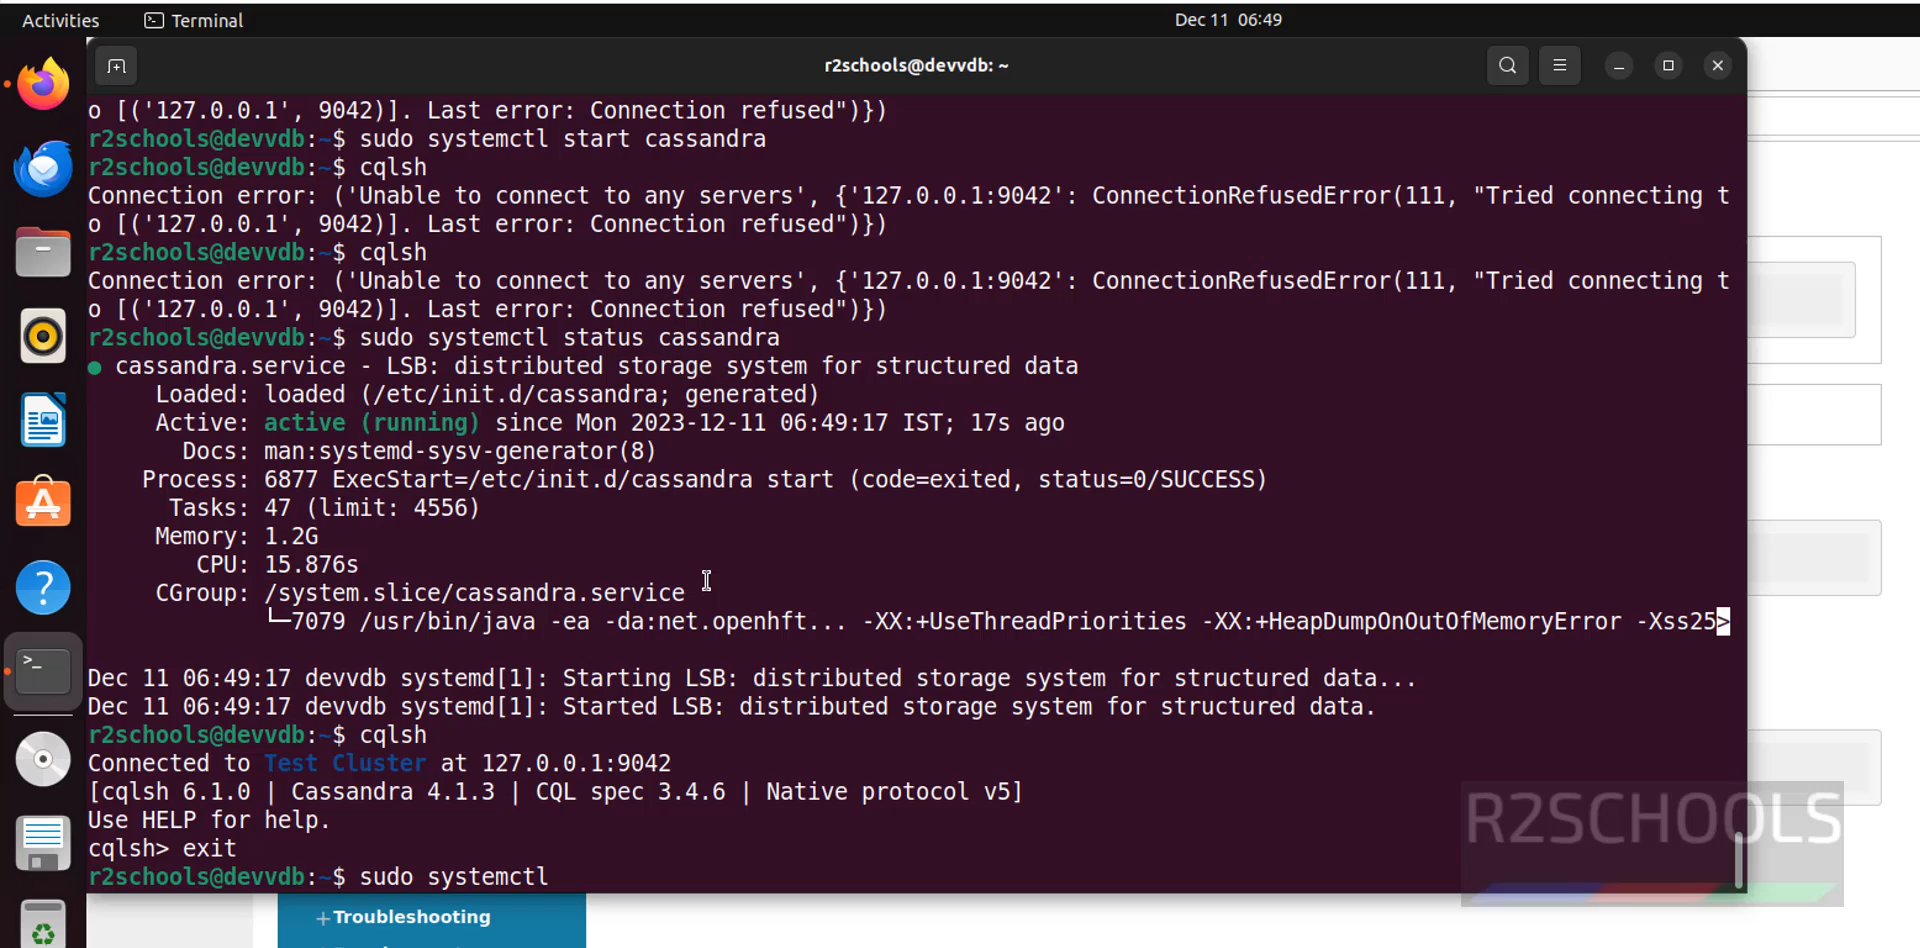 Activities Terminal Dec 11 06:49
r2schools@devvdb: ~
o [('127.0.0.1', 9042)]. Last error: Connection refused")})
r2schools@devvdb:~$ sudo systemctl start cassandra
r2schools@devvdb:~$ cqlsh
Connection error: ('Unable to connect to any servers', {'127.0.0.1:9042': ConnectionRefusedError(111, "Tried connecting t
o [('127.0.0.1', 9042)]. Last error: Connection refused")})
r2schools@devvdb:~$ cqlsh
Connection error: ('Unable to connect to any servers', {'127.0.0.1:9042': ConnectionRefusedError(111, "Tried connecting t
o [('127.0.0.1', 9042)]. Last error: Connection refused")})
r2schools@devvdb:~$ sudo systemctl status cassandra
● cassandra.service - LSB: distributed storage system for structured data
Loaded: loaded (/etc/init.d/cassandra; generated)
Active: active (running) since Mon 2023-12-11 06:49:17 IST; 17s ago
Docs: man:systemd-sysv-generator(8)
Process: 6877 ExecStart=/etc/init.d/cassandra start (code=exited, status=0/SUCCESS)
Tasks: 47 (limit: 4556)
Memory: 1.2G
CPU: 15.876s
CGroup: /system.slice/cassandra.service
└─7079 /usr/bin/java -ea -da:net.openhft... -XX:+UseThreadPriorities -XX:+HeapDumpOnOutOfMemoryError -Xss25>
Dec 11 06:49:17 devvdb systemd[1]: Starting LSB: distributed storage system for structured data...
Dec 11 06:49:17 devvdb systemd[1]: Started LSB: distributed storage system for structured data.
r2schools@devvdb:~$ cqlsh
Connected to Test Cluster at 127.0.0.1:9042
[cqlsh 6.1.0 | Cassandra 4.1.3 | CQL spec 3.4.6 | Native protocol v5]
Use HELP for help.
cqlsh> exit
r2schools@devvdb:~$ sudo systemctl
R2SCHOOLS
+Troubleshooting